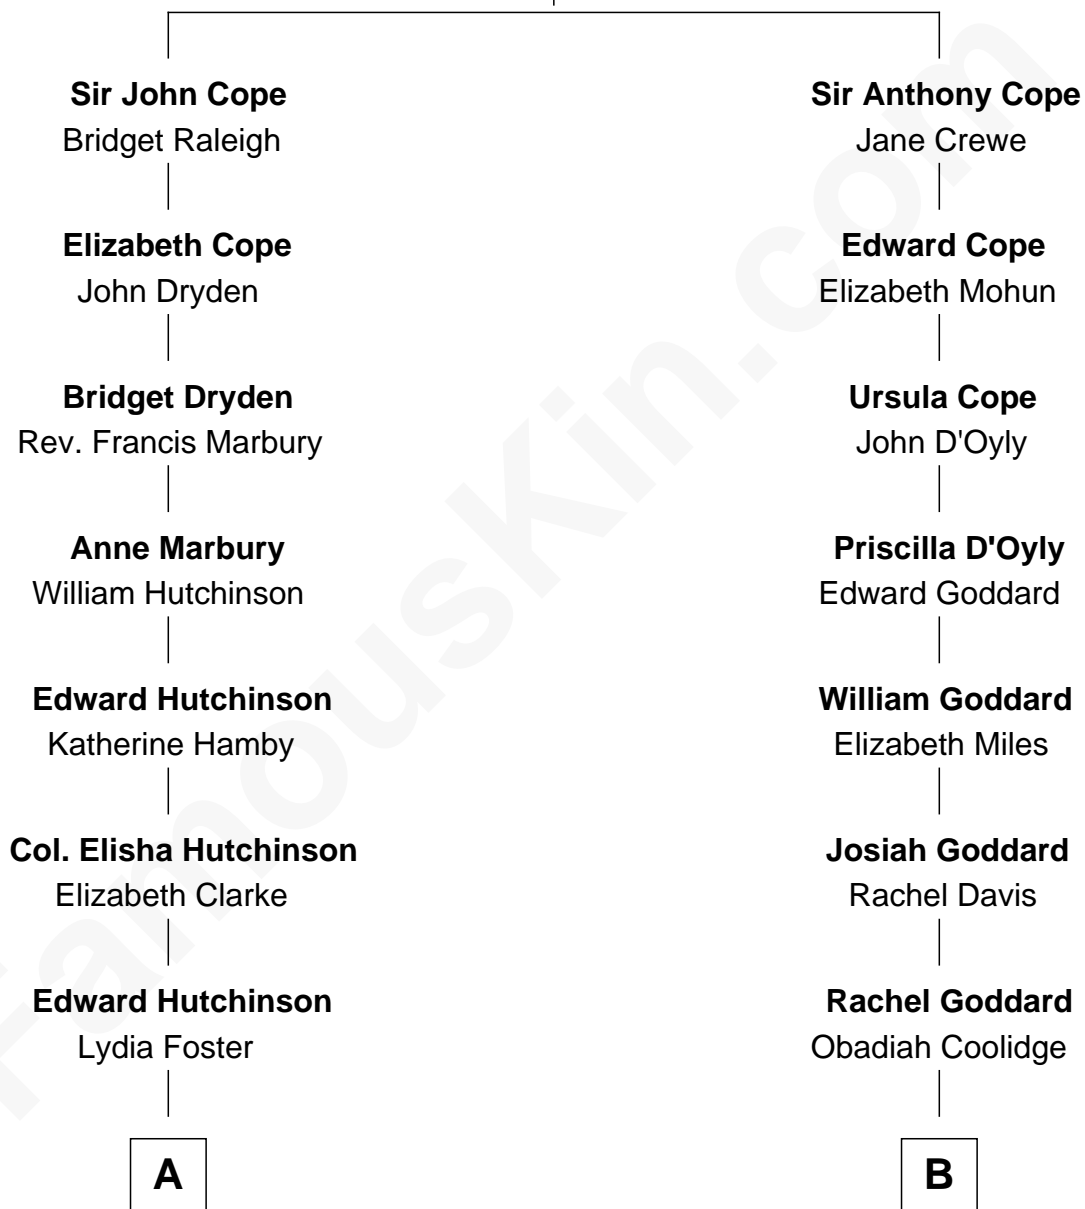 Sir John Cope
Bridget Raleigh
Elizabeth Cope
John Dryden
Bridget Dryden
Rev. Francis Marbury
Anne Marbury
William Hutchinson
Edward Hutchinson
Katherine Hamby
Col. Elisha Hutchinson
Elizabeth Clarke
Edward Hutchinson
Lydia Foster
A
Sir Anthony Cope
Jane Crewe
Edward Cope
Elizabeth Mohun
Ursula Cope
John D'Oyly
Priscilla D'Oyly
Edward Goddard
William Goddard
Elizabeth Miles
Josiah Goddard
Rachel Davis
Rachel Goddard
Obadiah Coolidge
B
FamousKin.com